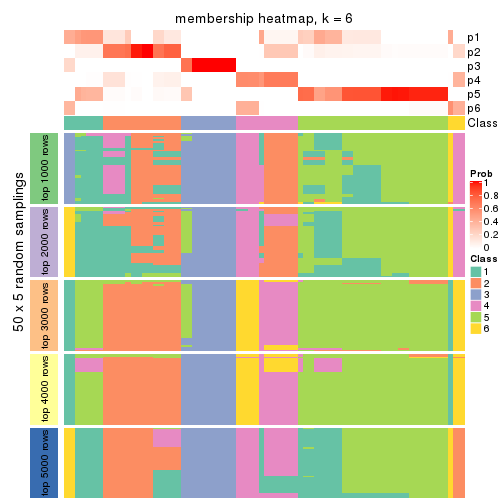 membership heatmap, k = 6
p1
p2
p3
p4
p5
p6
Class
50 x 5 random samplings
top 1000 rows
top 2000 rows
top 3000 rows
top 4000 rows
top 5000 rows
Prob
1
0.8
0.6
0.4
0.2
0
Class
1
2
3
4
5
6